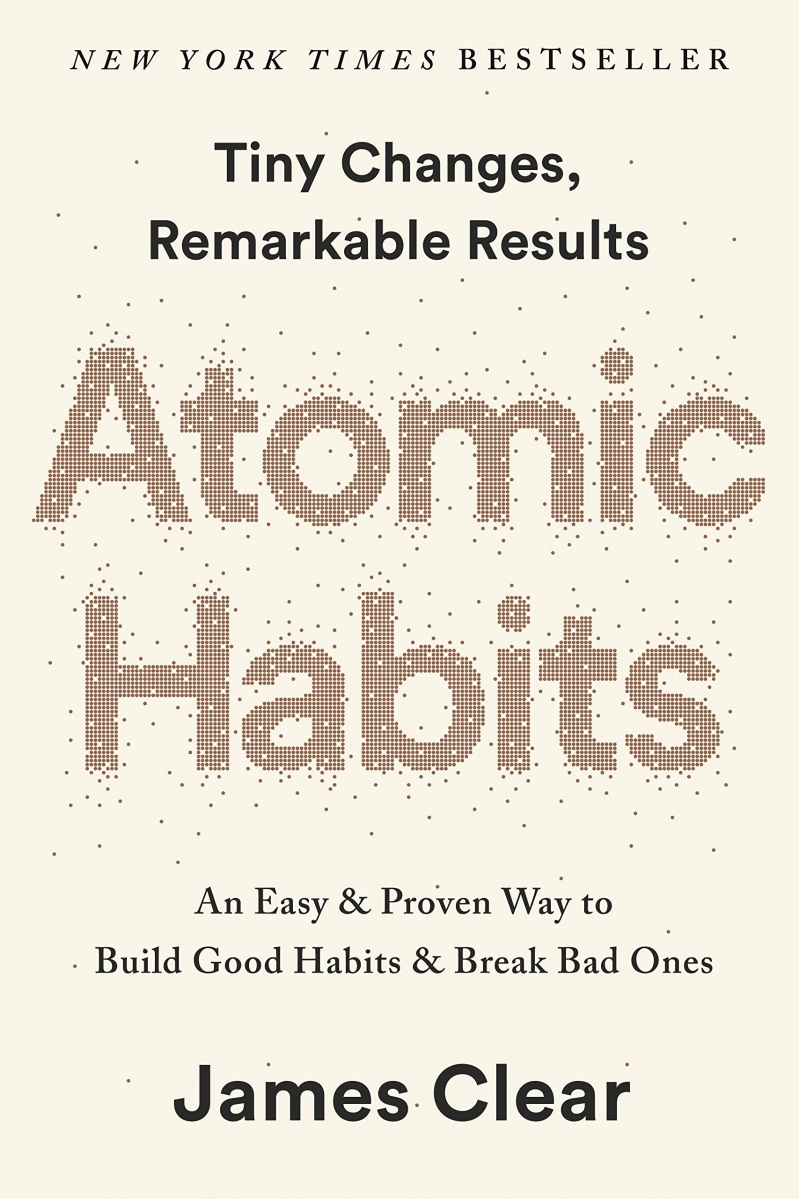 NEW YORK TIMES BESTSELLER
Tiny Changes,
Remarkable Results
Atomic
Habits
An Easy & Proven Way to
Build Good Habits & Break Bad Ones
James Clear